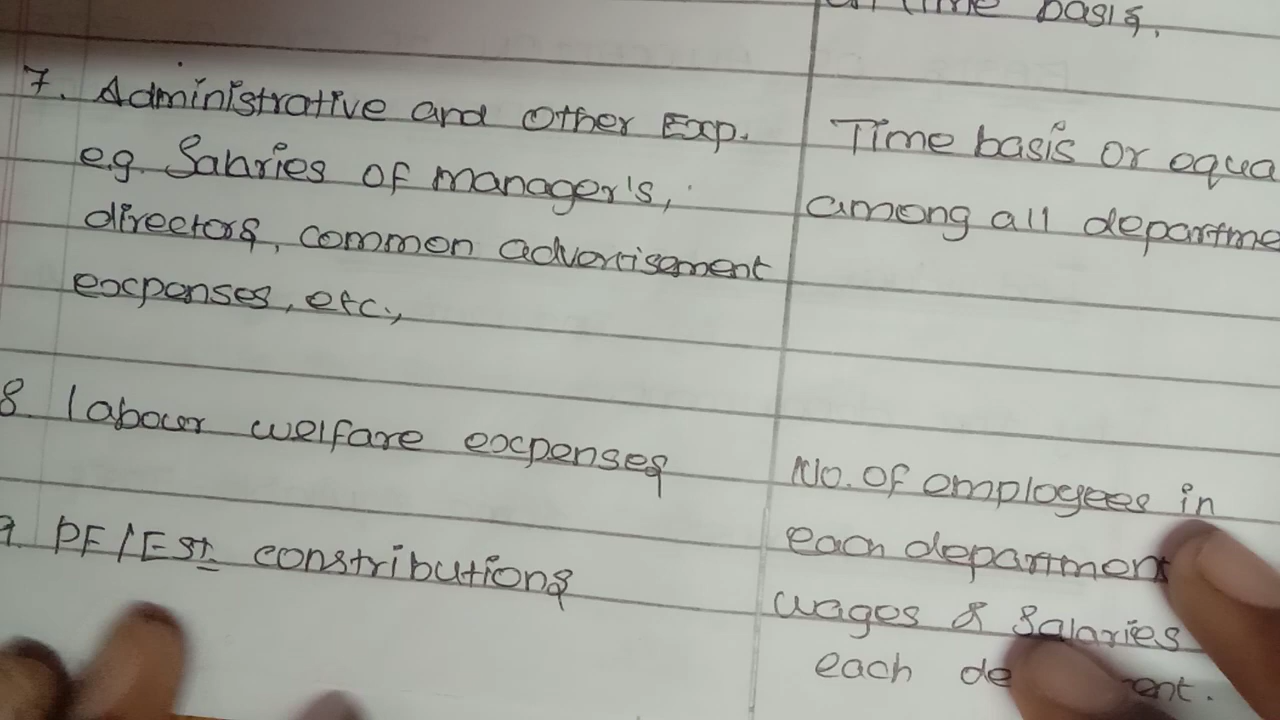 time basis.
7. Administrative and Other Exp.
e.g. Salaries of manager's,
directors, common advertisement
expenses, etc.,
Time basis or equa
among all departme
8. labour welfare expenses
No. of employees in
each department
9. PF/ESI constributions
wages & Salaries
each de ent.